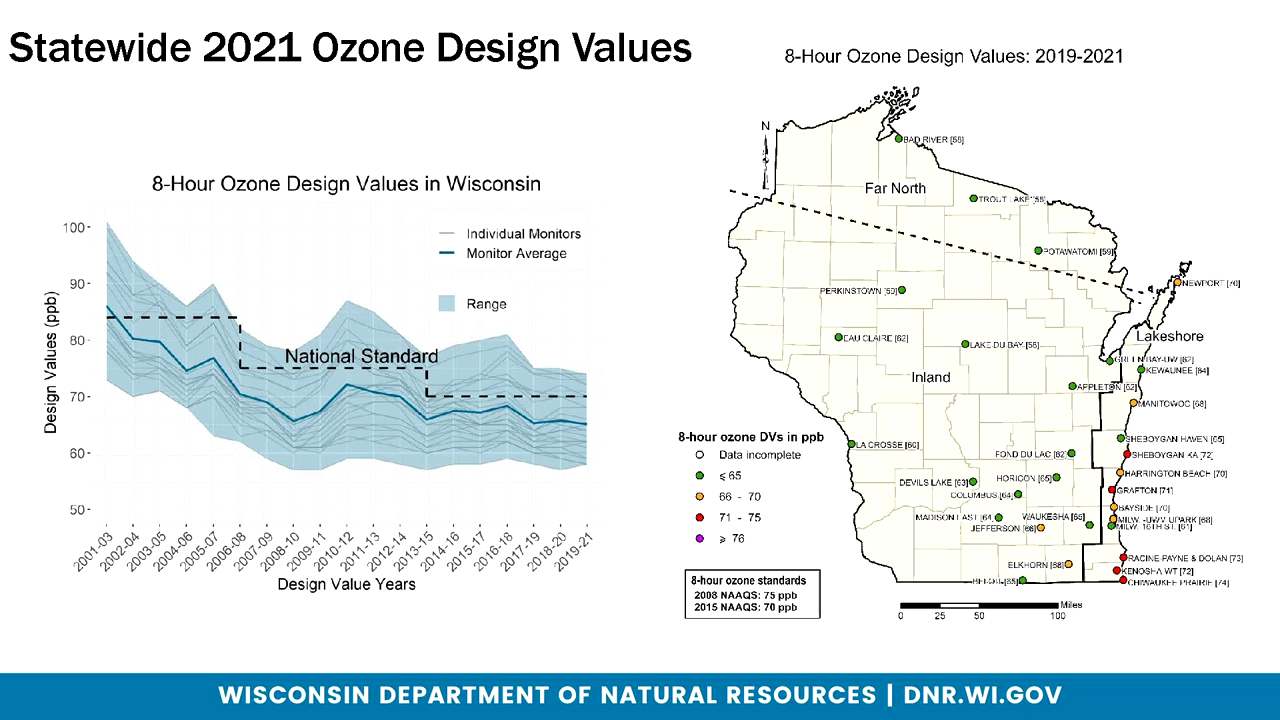 Statewide 2021 Ozone Design Values
8-Hour Ozone Design Values in Wisconsin
Design Values (ppb)
100
90
80
70
60
50
Individual Monitors
Monitor Average
Range
National Standard
2001-03
2002-04
2003-05
2004-06
2005-07
2006-08
2007-09
2008-10
2009-11
2010-12
2011-13
2012-14
2013-15
2014-16
2015-17
2016-18
2017-19
2018-20
2019-21
Design Value Years
8-Hour Ozone Design Values: 2019-2021
N
BAD RIVER [56]
Far North
TROUT LAKE
POTAWATOMI [59]
NEWPORT [70]
PERKINSTOWN [59]
Lakeshore
EAU CLAIRE [62]
LAKE DU BAY
GREEN BAY-UW [62]
KEWAUNEE [64]
Inland
APPLETON [62]
MANITOWOC [68]
SHEBOYGAN HAVEN [65]
LA CROSSE [60]
FOND DU LAC [62]
SHEBOYGAN KA [72]
HARRINGTON BEACH [70]
DEVILS LAKE [63]
HORICON [65]
COLUMBUS [64]
GRAFTON [71]
BAYSIDE [70]
MADISON EAST [64
WAUKESHA [65]
MILW. -UWM UPARK [68]
MILW. 16TH ST. [61]
JEFFERSON [66]
RACINE PAYNE & DOLAN [73]
ELKHORN [68]
KENOSHA WT [72]
BELOIT [65]
CHIWAUKEE PRAIRIE [74]
8-hour ozone DVs in ppb
Data incomplete
⩽ 65
66 - 70
71 - 75
⩾ 76
8-hour ozone standards
2008 NAAQS: 75 ppb
2015 NAAQS: 70 ppb
Miles
0 25 50 100
WISCONSIN DEPARTMENT OF NATURAL RESOURCES | DNR.WI.GOV